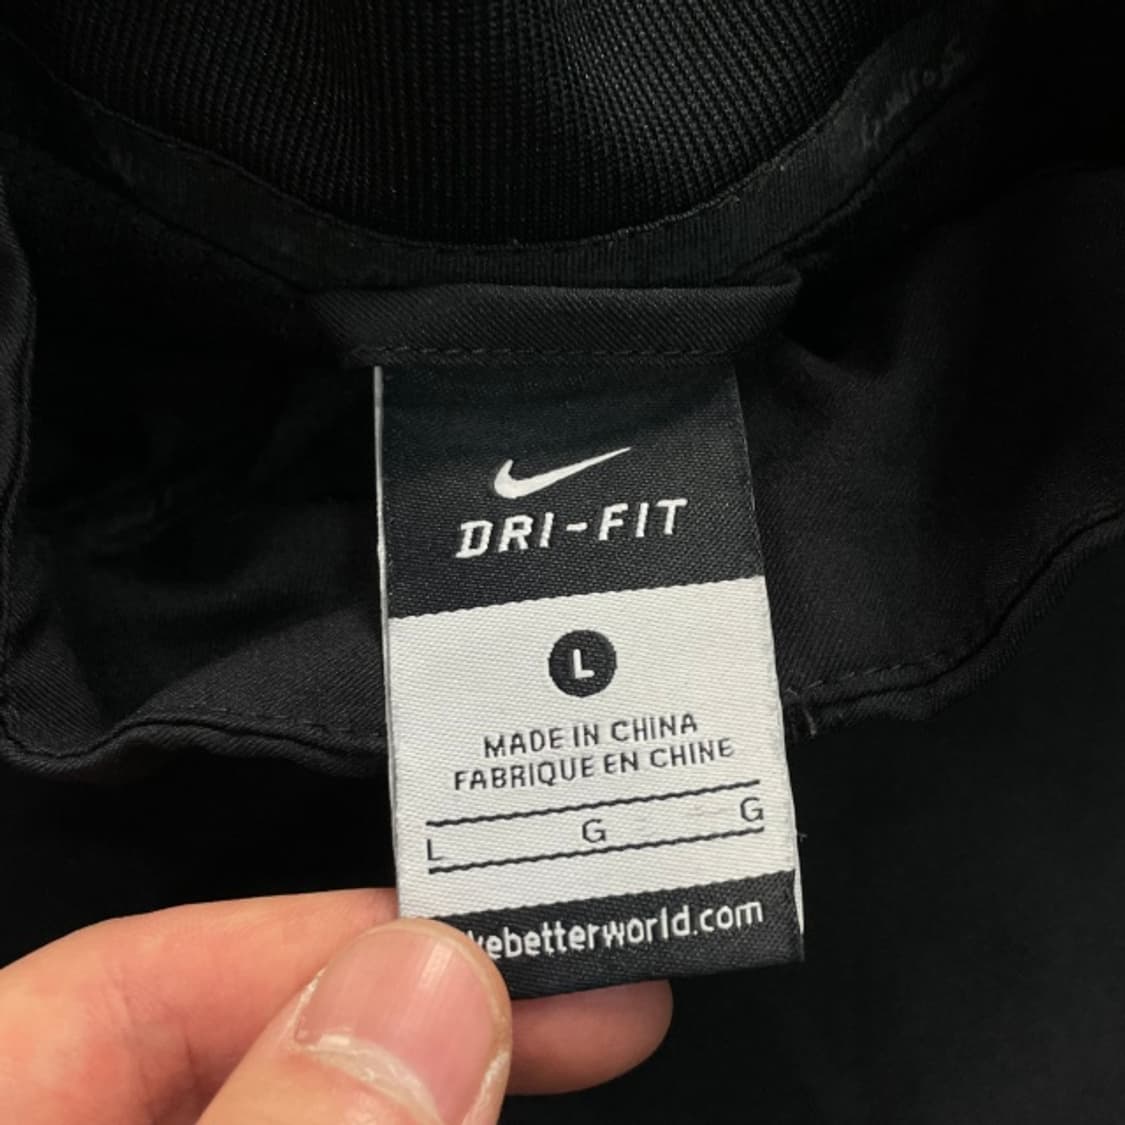 DRI-FIT
L
MADE IN CHINA
FABRIQUE EN CHINE
L G G
kebetterworld.com